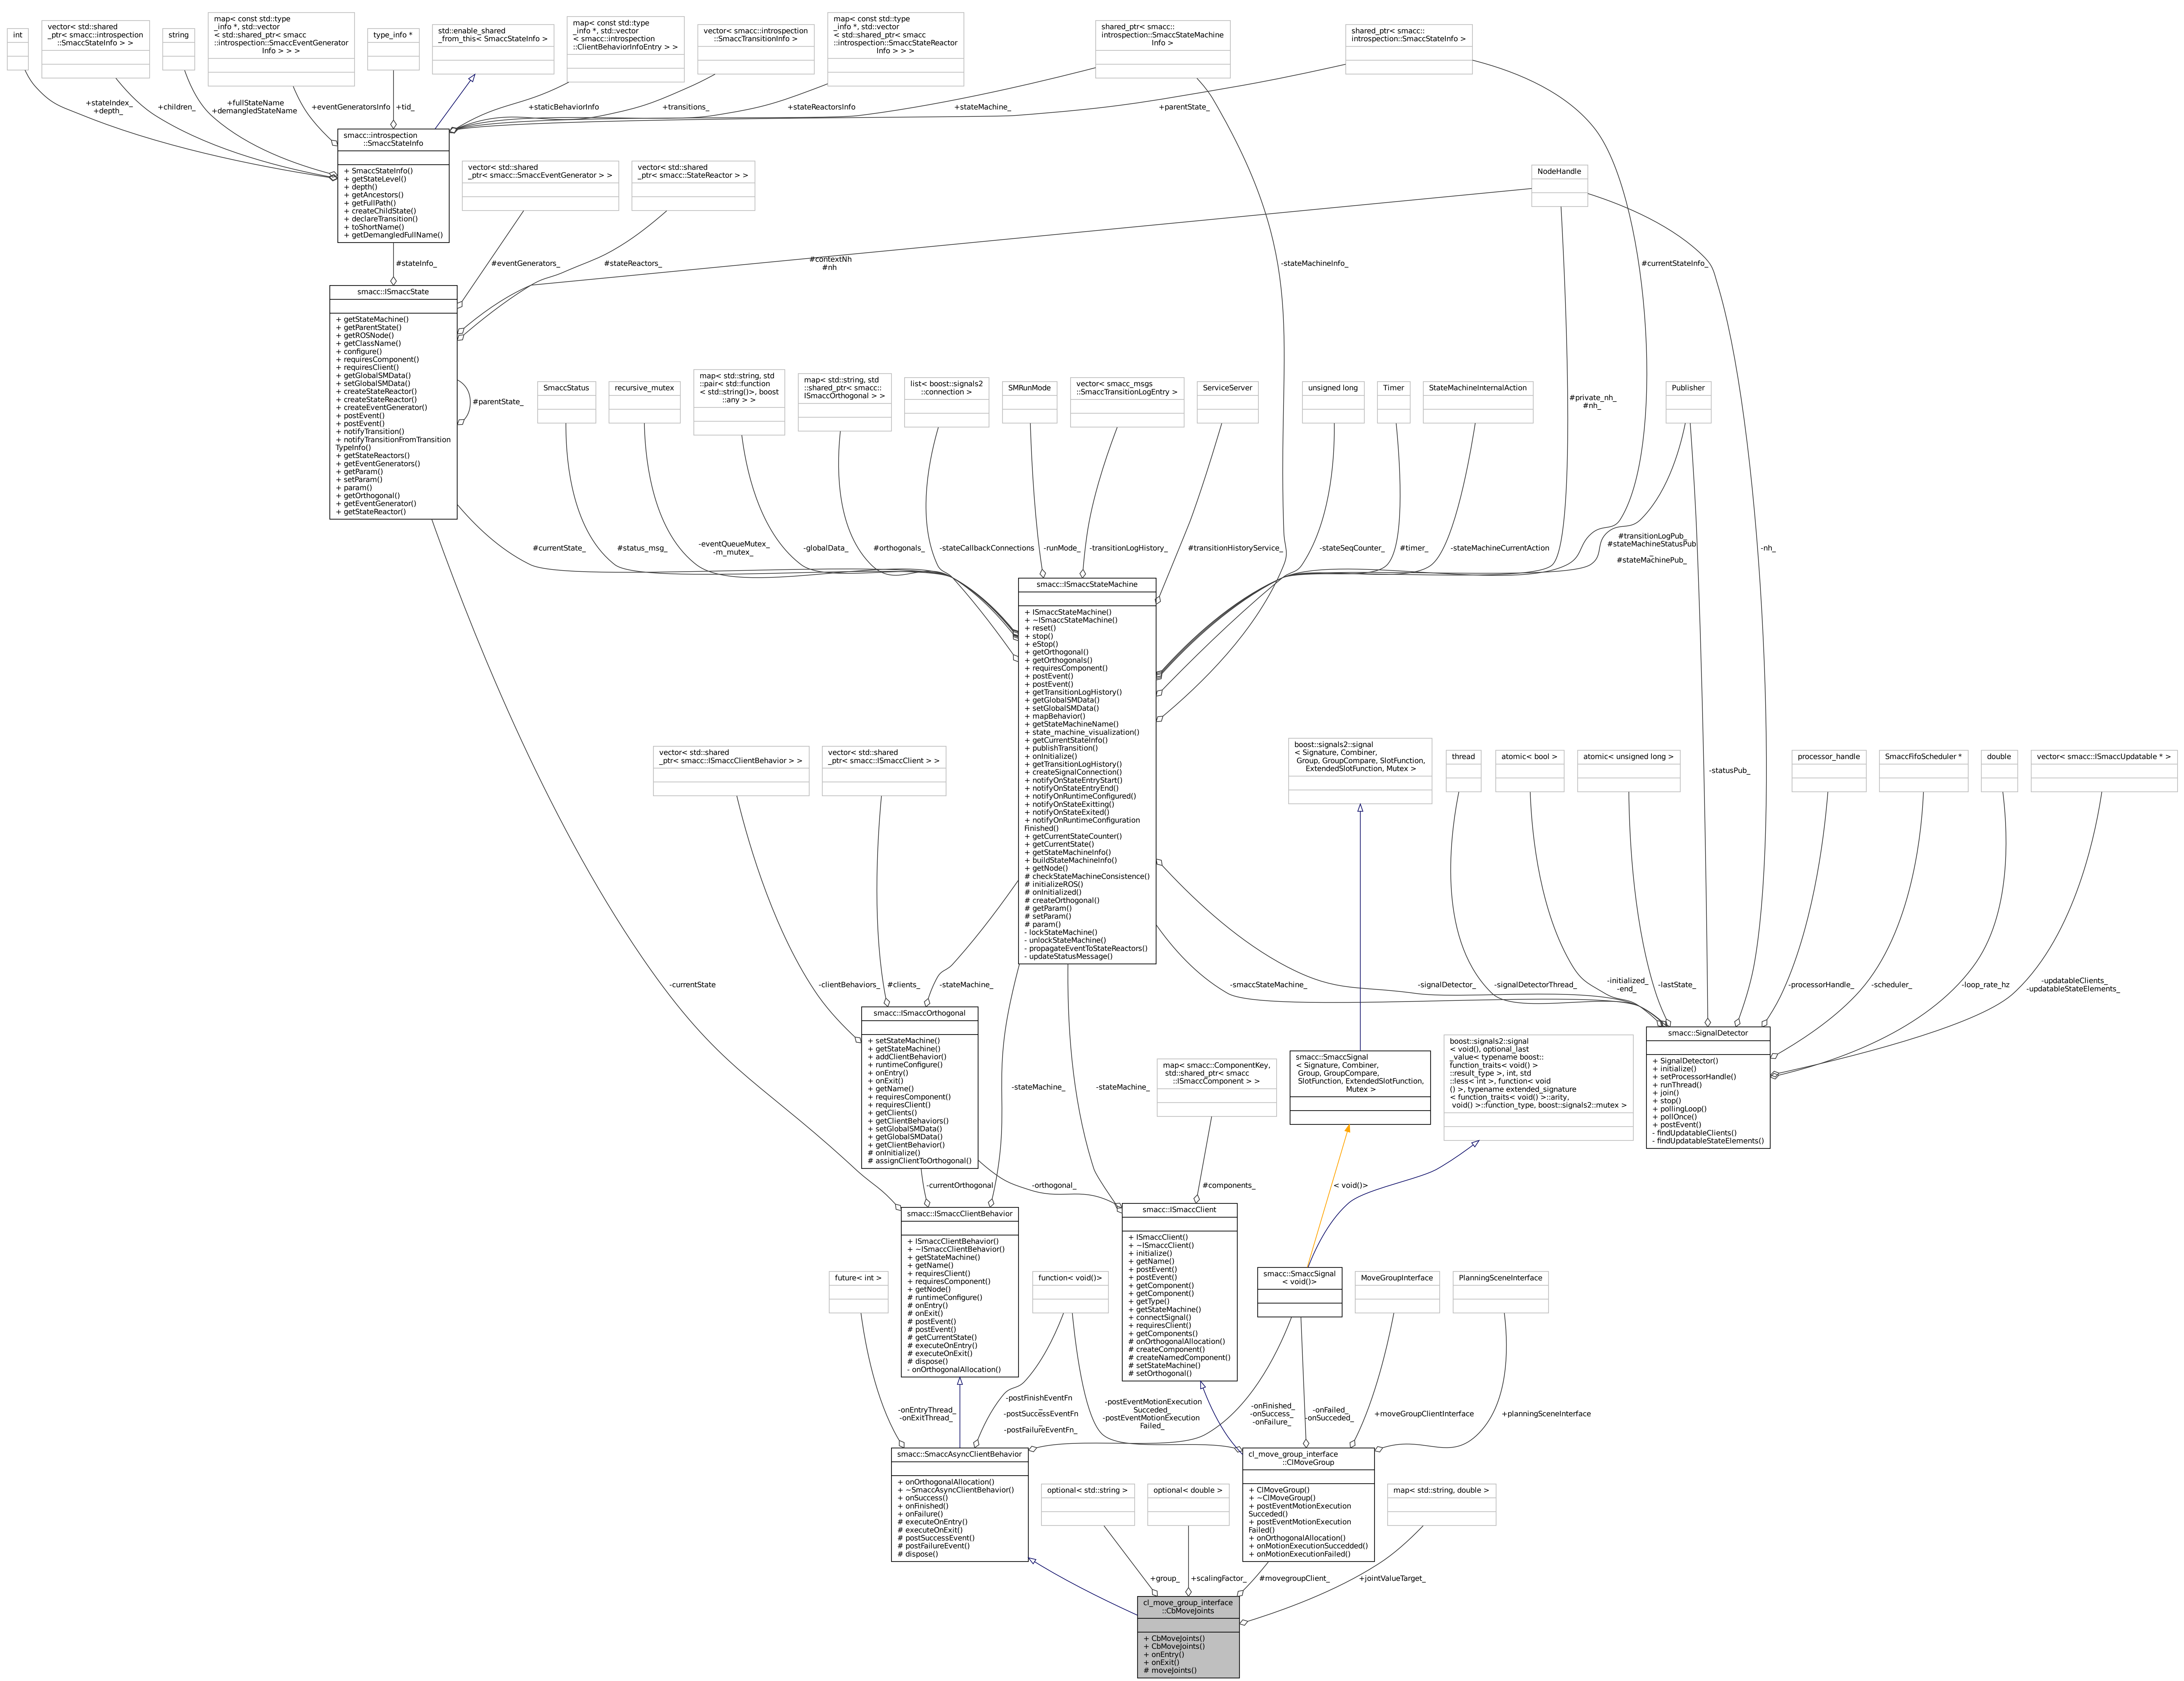 int
vector< std::shared
_ptr< smacc::introspection
::SmaccStateInfo > >
string
map< const std::type
_info *, std::vector
< std::shared_ptr< smacc
::introspection::SmaccEventGenerator
Info > > >
type_info *
std::enable_shared
_from_this< SmaccStateInfo >
map< const std::type
_info *, std::vector
< smacc::introspection
::ClientBehaviorInfoEntry > >
vector< smacc::introspection
::SmaccTransitionInfo >
map< const std::type
_info *, std::vector
< std::shared_ptr< smacc
::introspection::SmaccStateReactor
Info > > >
shared_ptr< smacc::
introspection::SmaccStateMachine
Info >
shared_ptr< smacc::
introspection::SmaccStateInfo >
+stateIndex_
+depth_
+children_
+fullStateName
+demangledStateName
+eventGeneratorsInfo
+tid_
+staticBehaviorInfo
+transitions_
+stateReactorsInfo
+stateMachine_
+parentState_
smacc::introspection
::SmaccStateInfo
+ SmaccStateInfo()
+ getStateLevel()
+ depth()
+ getAncestors()
+ getFullPath()
+ createChildState()
+ declareTransition()
+ toShortName()
+ getDemangledFullName()
vector< std::shared
_ptr< smacc::SmaccEventGenerator > >
vector< std::shared
_ptr< smacc::StateReactor > >
NodeHandle
#stateInfo_
#eventGenerators_
#stateReactors_
#contextNh
#nh
-stateMachineInfo_
#currentStateInfo_
smacc::ISmaccState
+ getStateMachine()
+ getParentState()
+ getROSNode()
+ getClassName()
+ configure()
+ requiresComponent()
+ requiresClient()
+ getGlobalSMData()
+ setGlobalSMData()
+ createStateReactor()
+ createStateReactor()
+ createEventGenerator()
+ postEvent()
+ postEvent()
+ notifyTransition()
+ notifyTransitionFromTransition
TypeInfo()
+ getStateReactors()
+ getEventGenerators()
+ getParam()
+ setParam()
+ param()
+ getOrthogonal()
+ getEventGenerator()
+ getStateReactor()
#parentState_
SmaccStatus
recursive_mutex
map< std::string, std
::pair< std::function
< std::string()>, boost
::any > >
map< std::string, std
::shared_ptr< smacc::
ISmaccOrthogonal > >
list< boost::signals2
::connection >
SMRunMode
vector< smacc_msgs
::SmaccTransitionLogEntry >
ServiceServer
unsigned long
Timer
StateMachineInternalAction
#private_nh_
#nh_
Publisher
#currentState_
#status_msg_
-eventQueueMutex_
-m_mutex_
-globalData_
#orthogonals_
-stateCallbackConnections
-runMode_
-transitionLogHistory_
#transitionHistoryService_
-stateSeqCounter_
#timer_
-stateMachineCurrentAction
#transitionLogPub_
#stateMachineStatusPub
_
#stateMachinePub_
-nh_
smacc::ISmaccStateMachine
+ ISmaccStateMachine()
+ ~ISmaccStateMachine()
+ reset()
+ stop()
+ eStop()
+ getOrthogonal()
+ getOrthogonals()
+ requiresComponent()
+ postEvent()
+ postEvent()
+ getTransitionLogHistory()
+ getGlobalSMData()
+ setGlobalSMData()
+ mapBehavior()
+ getStateMachineName()
+ state_machine_visualization()
+ getCurrentStateInfo()
+ publishTransition()
+ onInitialize()
+ getTransitionLogHistory()
+ createSignalConnection()
+ notifyOnStateEntryStart()
+ notifyOnStateEntryEnd()
+ notifyOnRuntimeConfigured()
+ notifyOnStateExitting()
+ notifyOnStateExited()
+ notifyOnRuntimeConfiguration
Finished()
+ getCurrentStateCounter()
+ getCurrentState()
+ getStateMachineInfo()
+ buildStateMachineInfo()
+ getNode()
# checkStateMachineConsistence()
# initializeROS()
# onInitialized()
# createOrthogonal()
# getParam()
# setParam()
# param()
- lockStateMachine()
- unlockStateMachine()
- propagateEventToStateReactors()
- updateStatusMessage()
vector< std::shared
_ptr< smacc::ISmaccClientBehavior > >
vector< std::shared
_ptr< smacc::ISmaccClient > >
boost::signals2::signal
< Signature, Combiner,
Group, GroupCompare, SlotFunction,
ExtendedSlotFunction, Mutex >
thread
atomic< bool >
atomic< unsigned long >
-statusPub_
processor_handle
SmaccFifoScheduler *
double
vector< smacc::ISmaccUpdatable * >
-currentState
-clientBehaviors_
#clients_
-stateMachine_
-smaccStateMachine_
-signalDetector_
-signalDetectorThread_
-initialized_
-end_
-lastState_
-processorHandle_
-scheduler_
-loop_rate_hz
-updatableClients_
-updatableStateElements_
smacc::ISmaccOrthogonal
+ setStateMachine()
+ getStateMachine()
+ addClientBehavior()
+ runtimeConfigure()
+ onEntry()
+ onExit()
+ getName()
+ requiresComponent()
+ requiresClient()
+ getClients()
+ getClientBehaviors()
+ setGlobalSMData()
+ getGlobalSMData()
+ getClientBehavior()
# onInitialize()
# assignClientToOrthogonal()
-stateMachine_
-stateMachine_
map< smacc::ComponentKey,
std::shared_ptr< smacc
::ISmaccComponent > >
smacc::SmaccSignal
< Signature, Combiner,
Group, GroupCompare,
SlotFunction, ExtendedSlotFunction,
Mutex >
boost::signals2::signal
< void(), optional_last
_value< typename boost::
function_traits< void() >
::result_type >, int, std
::less< int >, function< void
() >, typename extended_signature
< function_traits< void() >::arity,
void() >::function_type, boost::signals2::mutex >
smacc::SignalDetector
+ SignalDetector()
+ initialize()
+ setProcessorHandle()
+ runThread()
+ join()
+ stop()
+ pollingLoop()
+ pollOnce()
+ postEvent()
- findUpdatableClients()
- findUpdatableStateElements()
-currentOrthogonal
-orthogonal_
#components_
< void()>
smacc::ISmaccClientBehavior
+ ISmaccClientBehavior()
+ ~ISmaccClientBehavior()
+ getStateMachine()
+ getName()
+ requiresClient()
+ requiresComponent()
+ getNode()
# runtimeConfigure()
# onEntry()
# onExit()
# postEvent()
# postEvent()
# getCurrentState()
# executeOnEntry()
# executeOnExit()
# dispose()
- onOrthogonalAllocation()
smacc::ISmaccClient
+ ISmaccClient()
+ ~ISmaccClient()
+ initialize()
+ getName()
+ postEvent()
+ postEvent()
+ getComponent()
+ getComponent()
+ getType()
+ getStateMachine()
+ connectSignal()
+ requiresClient()
+ getComponents()
# onOrthogonalAllocation()
# createComponent()
# createNamedComponent()
# setStateMachine()
# setOrthogonal()
future< int >
function< void()>
smacc::SmaccSignal
< void()>
MoveGroupInterface
PlanningSceneInterface
-onEntryThread_
-onExitThread_
-postFinishEventFn
_
-postSuccessEventFn
_
-postFailureEventFn_
-postEventMotionExecution
Succeded_
-postEventMotionExecution
Failed_
-onFinished_
-onSuccess_
-onFailure_
-onFailed_
-onSucceded_
+moveGroupClientInterface
+planningSceneInterface
smacc::SmaccAsyncClientBehavior
+ onOrthogonalAllocation()
+ ~SmaccAsyncClientBehavior()
+ onSuccess()
+ onFinished()
+ onFailure()
# executeOnEntry()
# executeOnExit()
# postSuccessEvent()
# postFailureEvent()
# dispose()
optional< std::string >
optional< double >
cl_move_group_interface
::ClMoveGroup
+ ClMoveGroup()
+ ~ClMoveGroup()
+ postEventMotionExecution
Succeded()
+ postEventMotionExecution
Failed()
+ onOrthogonalAllocation()
+ onMotionExecutionSuccedded()
+ onMotionExecutionFailed()
map< std::string, double >
+group_
+scalingFactor_
#movegroupClient_
+jointValueTarget_
cl_move_group_interface
::CbMoveJoints
+ CbMoveJoints()
+ CbMoveJoints()
+ onEntry()
+ onExit()
# moveJoints()